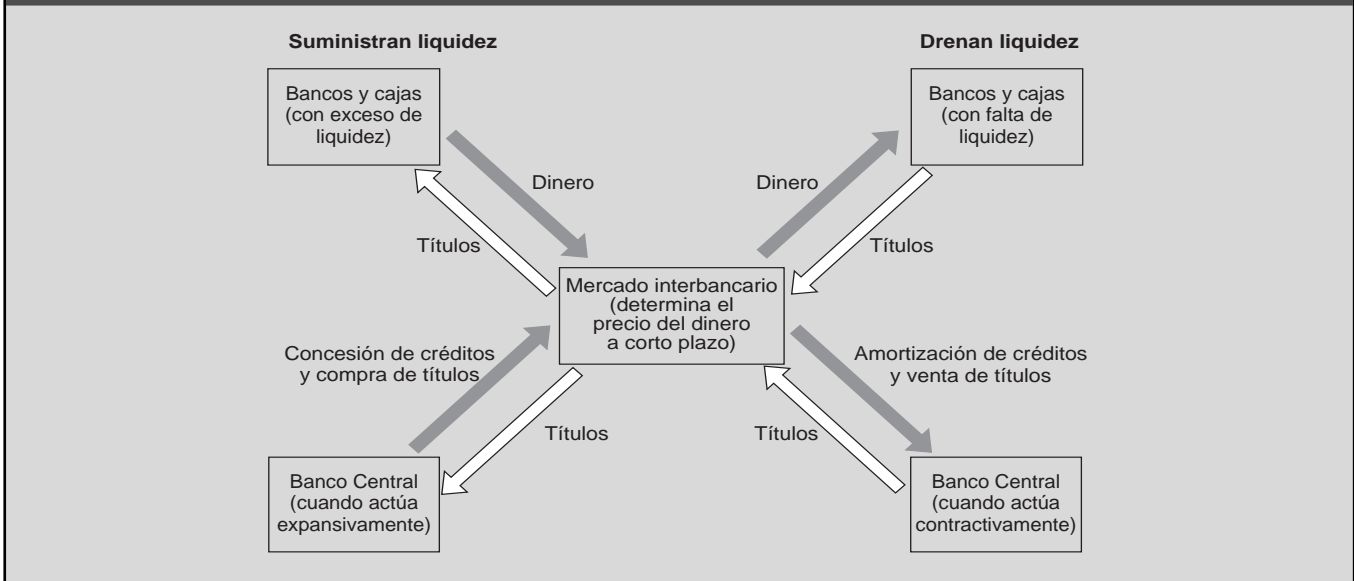 Suministran liquidez
Drenan liquidez
Bancos y cajas
(con exceso de
liquidez)
Bancos y cajas
(con falta de
liquidez)
Dinero
Dinero
Títulos
Títulos
Mercado interbancario
(determina el
precio del dinero
a corto plazo)
Concesión de créditos
y compra de títulos
Amortización de créditos
y venta de títulos
Títulos
Títulos
Banco Central
(cuando actúa
expansivamente)
Banco Central
(cuando actúa
contractivamente)